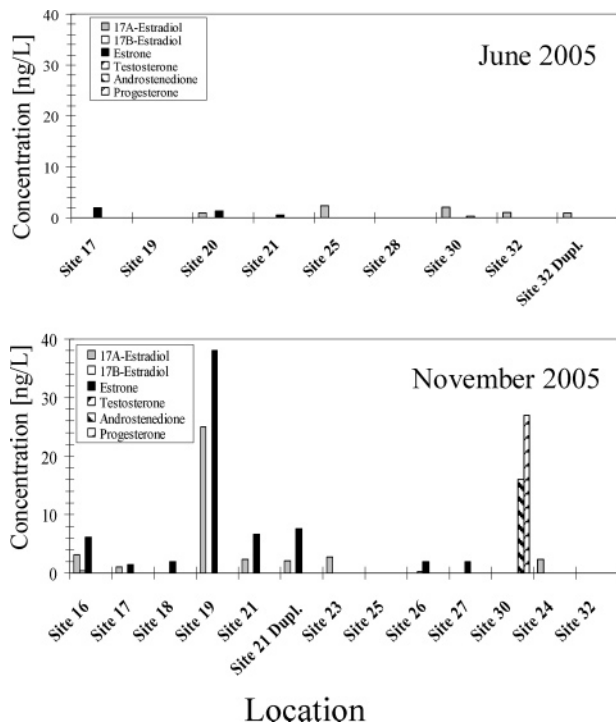 40
30
20
10
0
Concentration [ng/L]
17A-Estradiol
17B-Estradiol
Estrone
Testosterone
Androstenedione
Progesterone
June 2005
Site 17
Site 19
Site 20
Site 21
Site 25
Site 28
Site 30
Site 32
Site 32 Dupl.
40
30
20
10
0
Concentration [ng/L]
17A-Estradiol
17B-Estradiol
Estrone
Testosterone
Androstenedione
Progesterone
November 2005
Site 16
Site 17
Site 18
Site 19
Site 21
Site 21 Dupl.
Site 23
Site 25
Site 26
Site 27
Site 30
Site 24
Site 32
Location